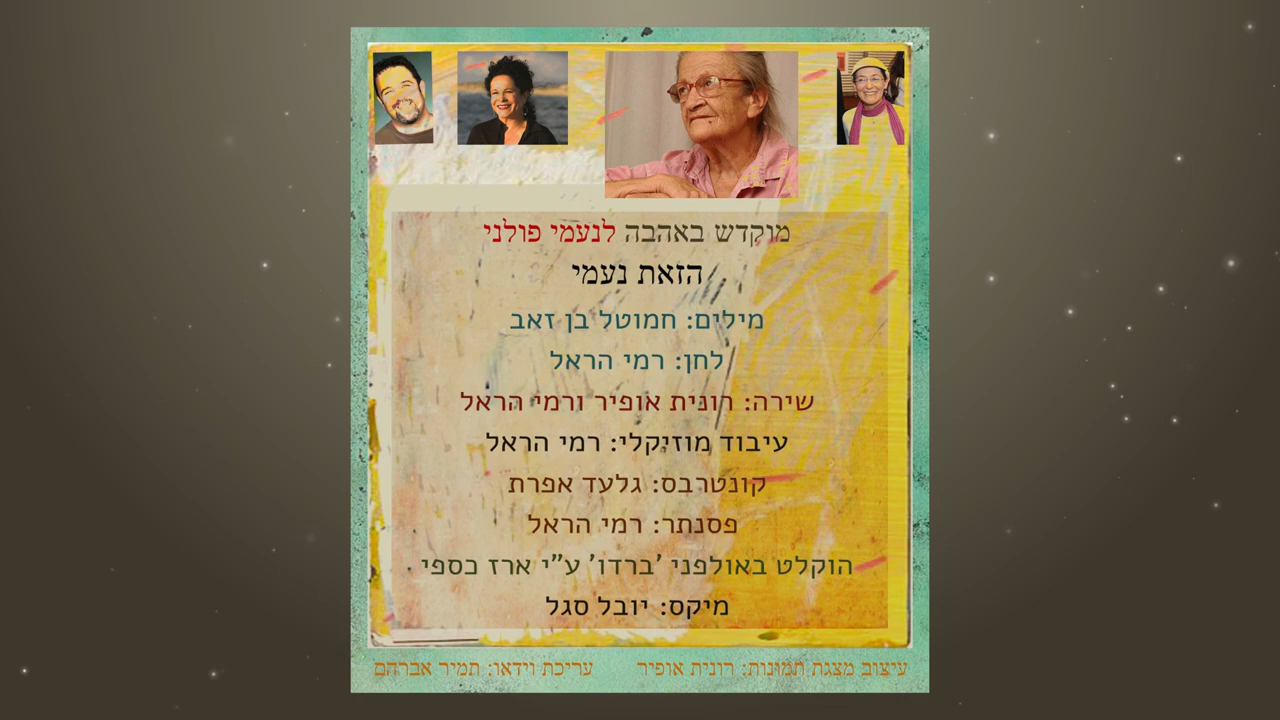 מוקדש באהבה לנעמי פולני
הזאת נעמי
מילים: חמוטל בן זאב
לחן: רמי הראל
שירה: רונית אופיר ורמי הראל
עיבוד מוזיקלי: רמי הראל
קונטרבס: גלעד אפרת
פסנתר: רמי הראל
הוקלט באולפני 'ברדו' ע"י ארז כספי
מיקס: יובל סגל
עיצוב מצגת תמונות: רונית אופיר עריכת וידאו: תמיר אברהם